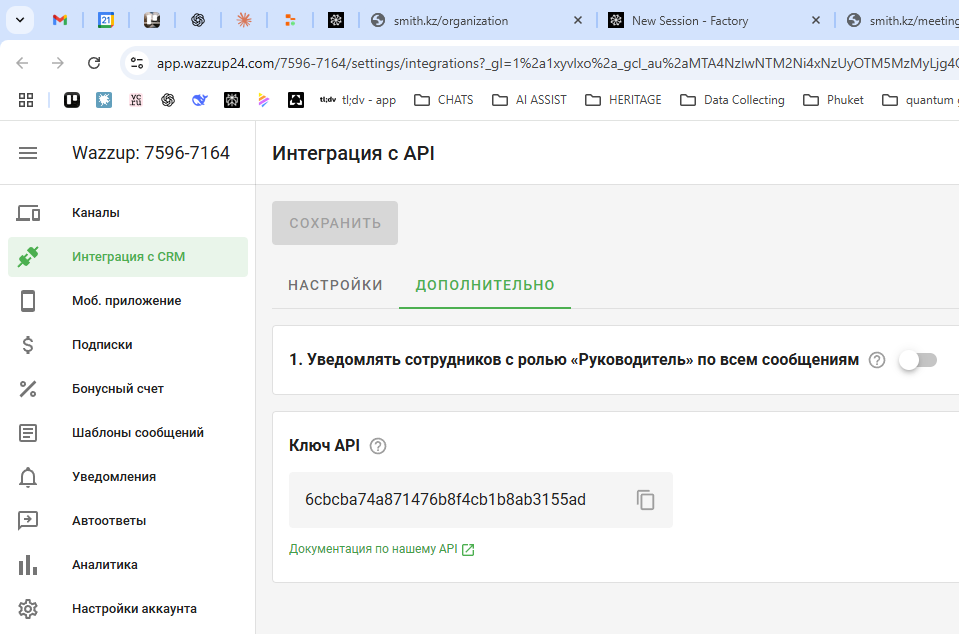 smith.kz/organization
New Session - Factory
smith.kz/meeting
app.wazzup24.com/7596-7164/settings/integrations?_gl=1%2a1xyvlxo%2a_gcl_au%2aMTA4NzIwNTM2Ni4xNzUyOTM5MzMyLjg4
tl;dv tl;dv - app
CHATS
AI ASSIST
HERITAGE
Data Collecting
Phuket
quantum
Wazzup: 7596-7164
Интеграция с API
Каналы
Интеграция с CRM
Моб. приложение
Подписки
Бонусный счет
Шаблоны сообщений
Уведомления
Автоответы
Аналитика
Настройки аккаунта
СОХРАНИТЬ
НАСТРОЙКИ
ДОПОЛНИТЕЛЬНО
1. Уведомлять сотрудников с ролью «Руководитель» по всем сообщениям
Ключ API
6cbcba74a871476b8f4cb1b8ab3155ad
Документация по нашему API